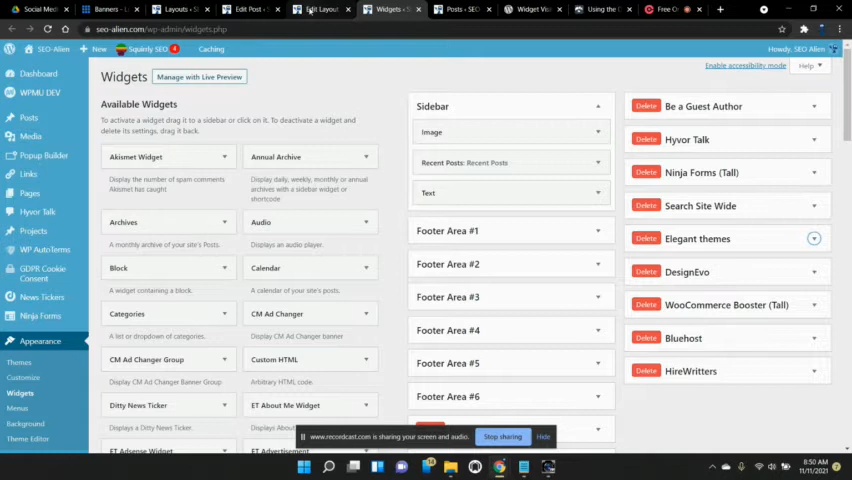 Social Med
Banners - L
Layouts ‹ S
Edit Post ‹ S
Edit Layout
Widgets ‹ S
Posts ‹ SEO
Widget Vis
Using the D
Free O
seo-alien.com/wp-admin/widgets.php
SEO-Alien
New
Squirrly SEO 4
Caching
Howdy, SEO Alien
Dashboard
WPMU DEV
Posts
Media
Popup Builder
Links
Pages
Hyvor Talk
Projects
WP AutoTerms
GDPR Cookie
Consent
News Tickers
Ninja Forms
Appearance
Themes
Customize
Widgets
Menus
Background
Theme Editor
Enable accessibility mode
Help
Widgets
Manage with Live Preview
Available Widgets
To activate a widget drag it to a sidebar or click on it. To deactivate a widget and
delete its settings, drag it back.
Akismet Widget
Annual Archive
Display the number of spam comments
Akismet has caught
Display daily, weekly, monthly or annual
archives with a sidebar widget or
shortcode
Archives
Audio
A monthly archive of your site's Posts.
Displays an audio player.
Block
Calendar
A widget containing a block.
A calendar of your site's posts.
Categories
CM Ad Changer
A list or dropdown of categories.
Display CM Ad Changer banner
CM Ad Changer Group
Custom HTML
Display CM Ad Changer Banner Group
Arbitrary HTML code.
Ditty News Ticker
ET About Me Widget
Displays a Ditty News Ticker
Displays Abou
ET Adsense Widget
ET Advertisement
Sidebar
Image
Recent Posts: Recent Posts
Text
Footer Area #1
Footer Area #2
Footer Area #3
Footer Area #4
Footer Area #5
Footer Area #6
Delete Be a Guest Author
Delete Hyvor Talk
Delete Ninja Forms (Tall)
Delete Search Site Wide
Delete Elegant themes
Delete DesignEvo
Delete WooCommerce Booster (Tall)
Delete Bluehost
Delete HireWritters
www.recordcast.com is sharing your screen and audio.
Stop sharing
Hide
8:50 AM
11/11/2021